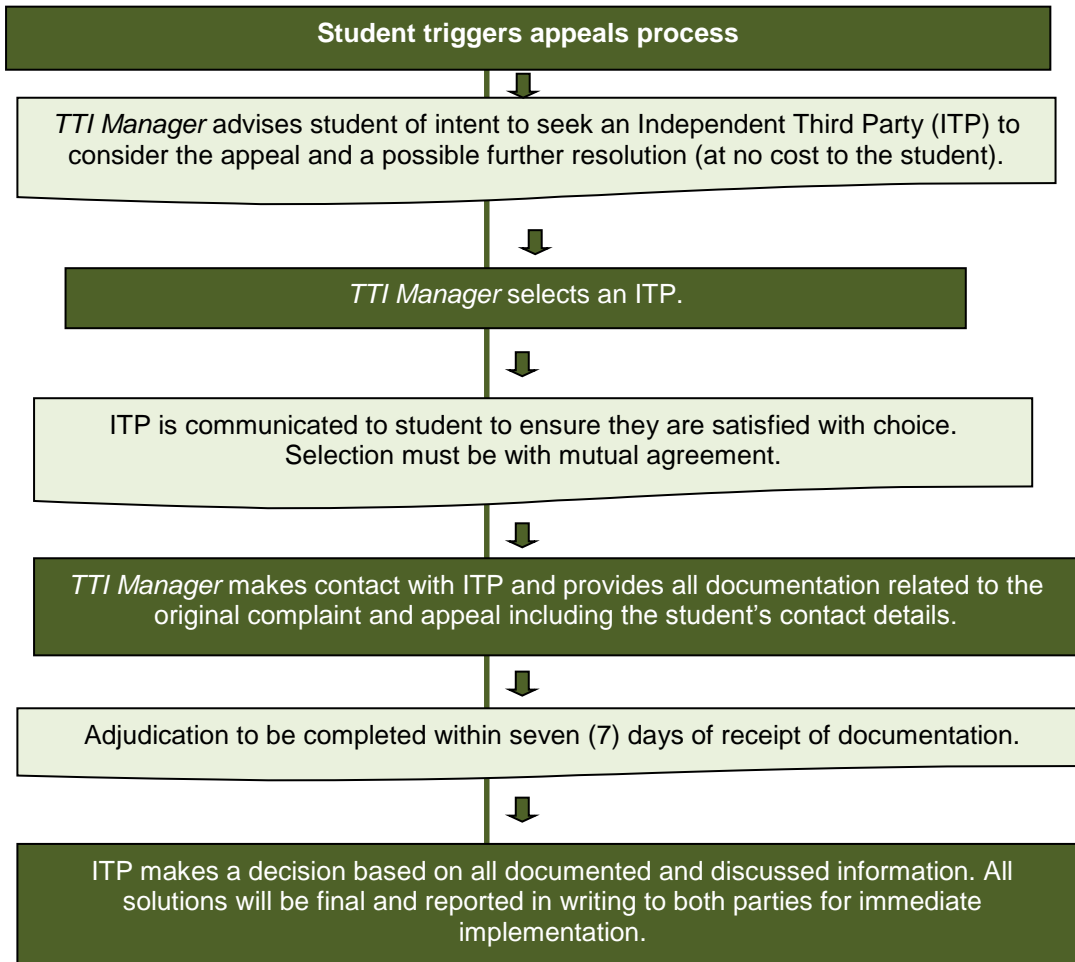 Student triggers appeals process
TTI Manager advises student of intent to seek an Independent Third Party (ITP) to
consider the appeal and a possible further resolution (at no cost to the student).
TTI Manager selects an ITP.
ITP is communicated to student to ensure they are satisfied with choice.
Selection must be with mutual agreement.
TTI Manager makes contact with ITP and provides all documentation related to the
original complaint and appeal including the student’s contact details.
Adjudication to be completed within seven (7) days of receipt of documentation.
ITP makes a decision based on all documented and discussed information. All
solutions will be final and reported in writing to both parties for immediate
implementation.